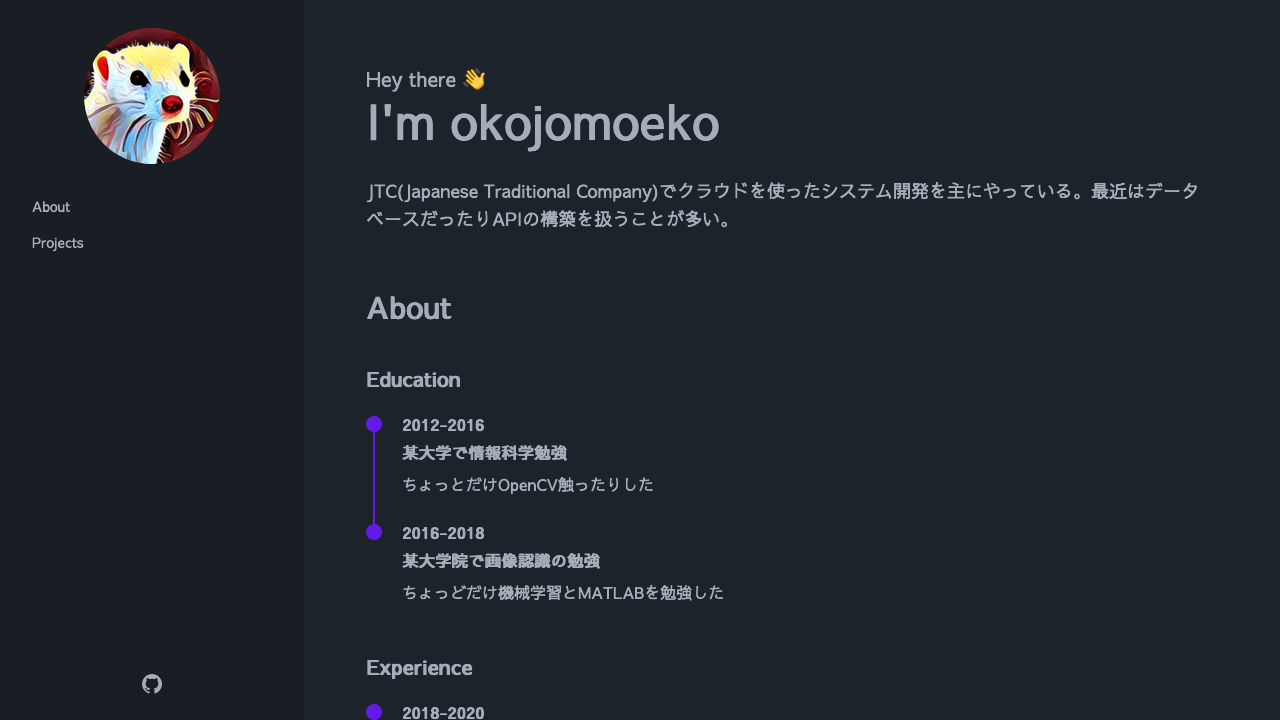 About
Projects
Hey there 👋
I'm okojomoeko
JTC(Japanese Traditional Company)でクラウドを使ったシステム開発を主にやっている。最近はデータ
ベースだったりAPIの構築を扱うことが多い。
About
Education
2012-2016
某大学で情報科学勉強
ちょっとだけOpenCV触ったりした
2016-2018
某大学院で画像認識の勉強
ちょっどだけ機械学習とMATLABを勉強した
Experience
2018-2020